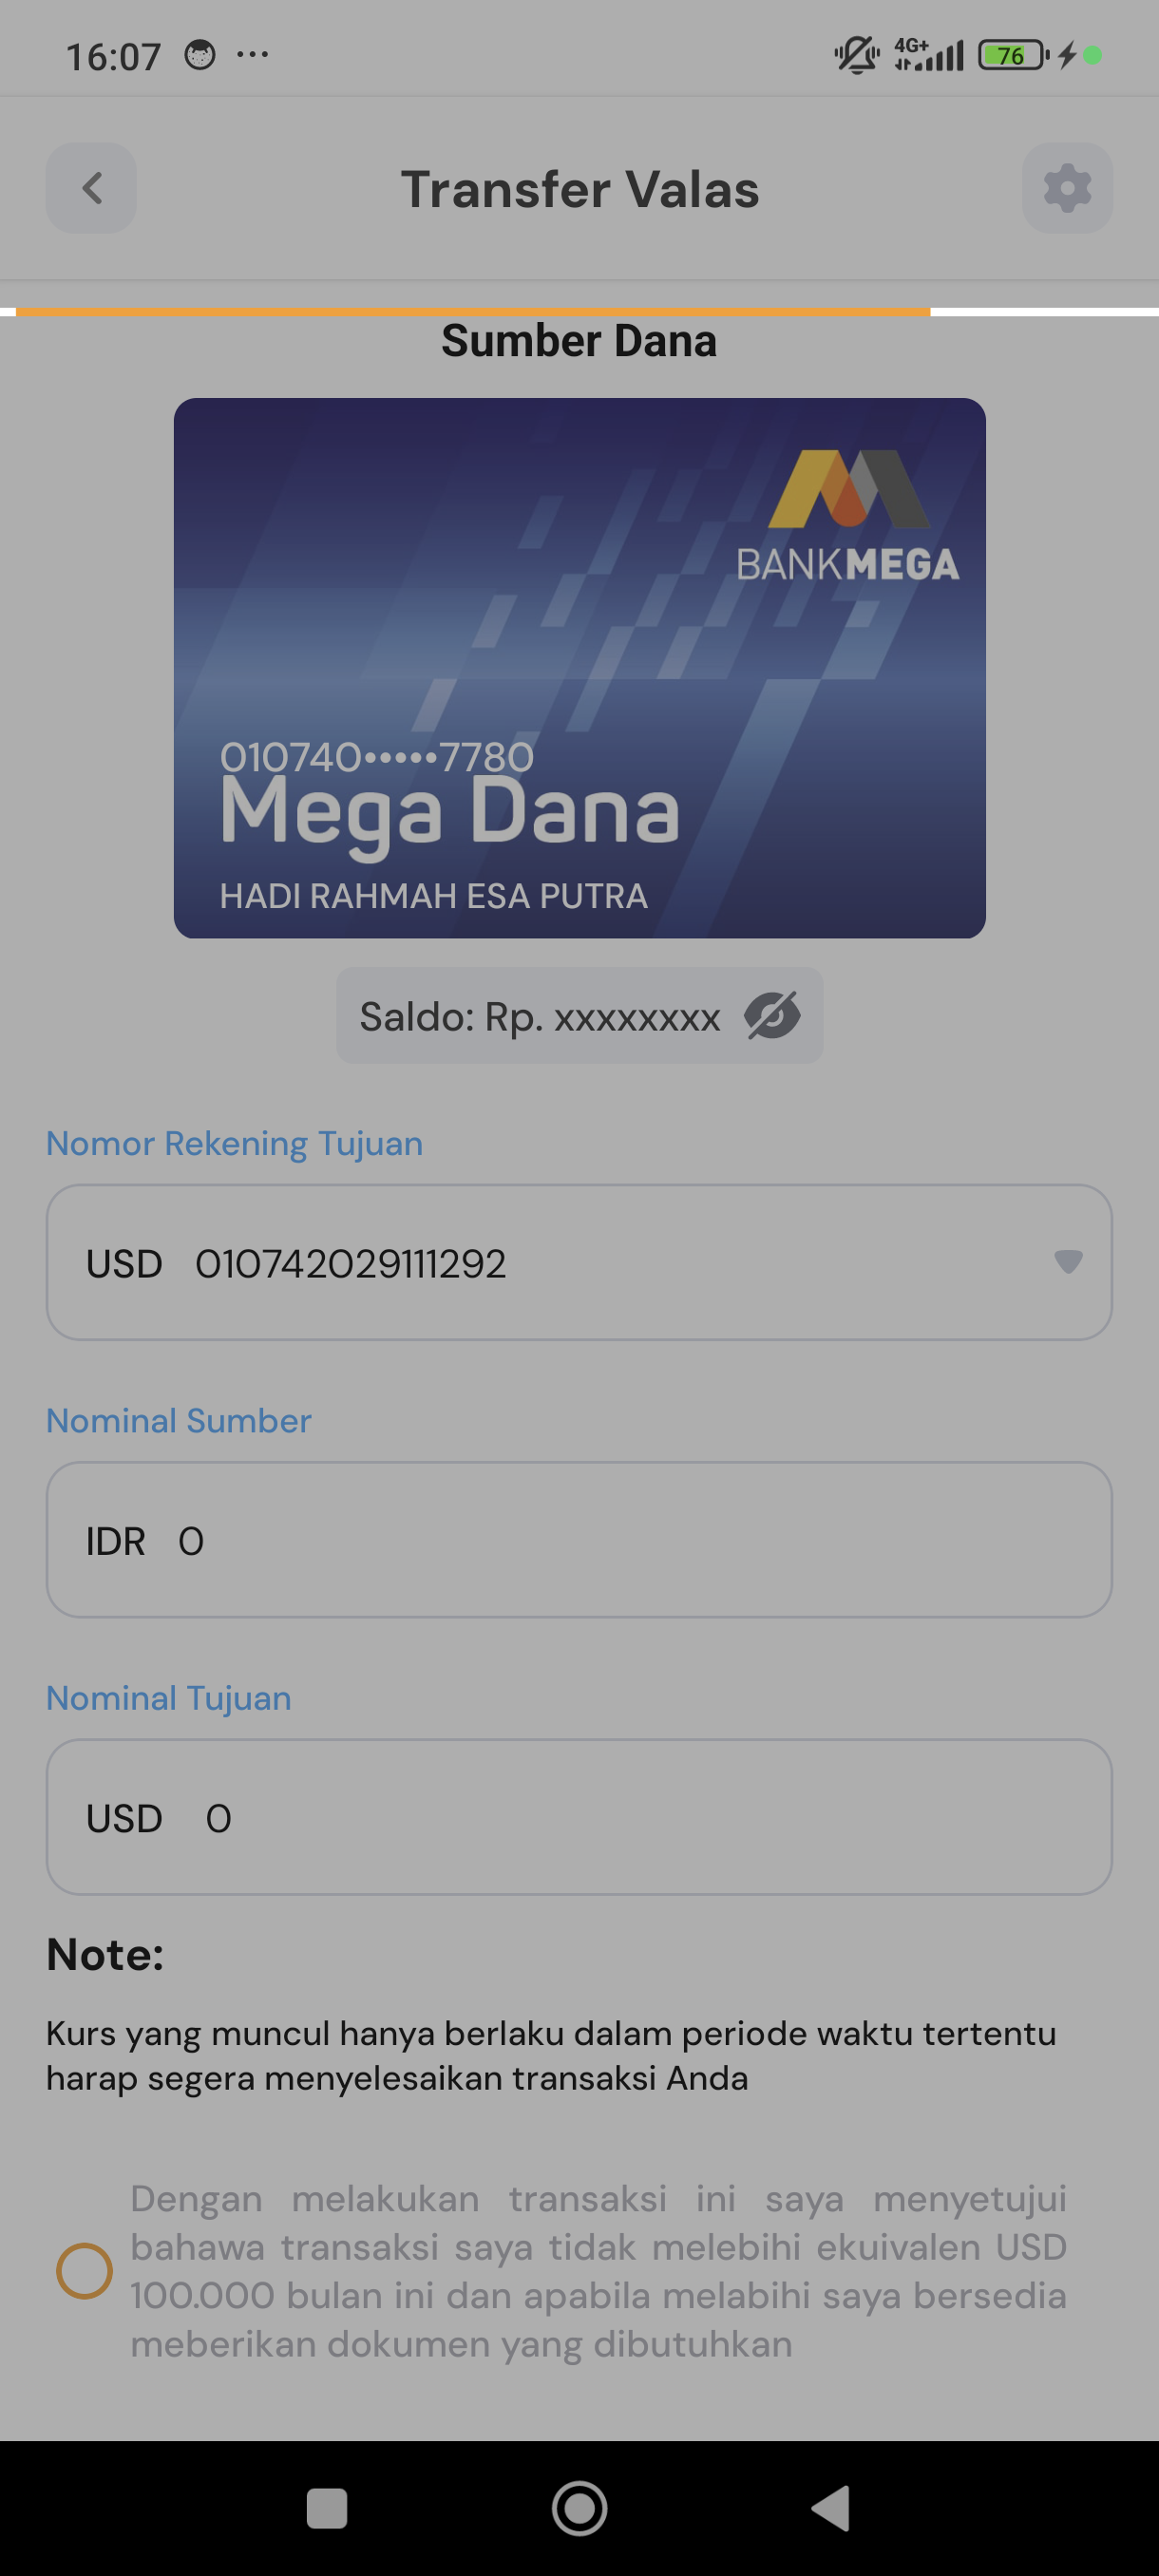 16:07
4G+
76
Transfer Valas
Sumber Dana
BANKMEGA
010740•••••7780
Mega Dana
HADI RAHMAH ESA PUTRA
Saldo: Rp. xxxxxxxx
Nomor Rekening Tujuan
USD 010742029111292
Nominal Sumber
IDR 0
Nominal Tujuan
USD 0
Note:
Kurs yang muncul hanya berlaku dalam periode waktu tertentu
harap segera menyelesaikan transaksi Anda
Dengan melakukan transaksi ini saya menyetujui
bahawa transaksi saya tidak melebihi ekuivalen USD
100.000 bulan ini dan apabila melabihi saya bersedia
meberikan dokumen yang dibutuhkan